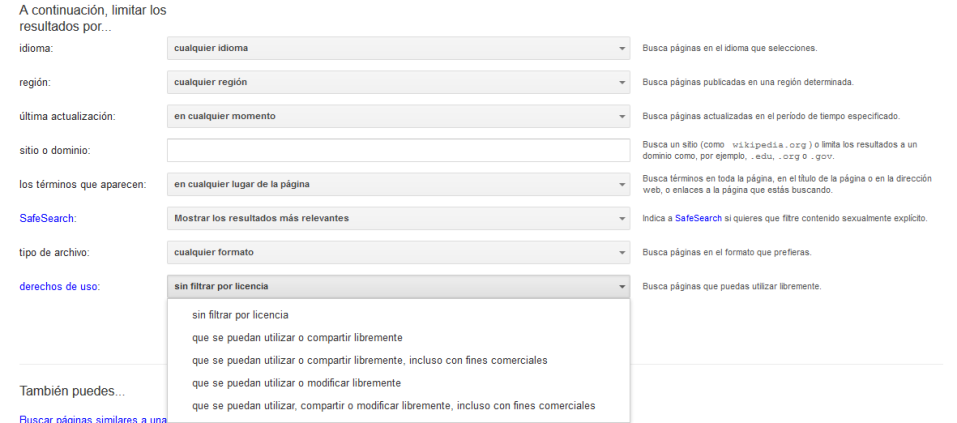 A continuación, limitar los
resultados por...
idioma: cualquier idioma Busca páginas en el idioma que selecciones.
región: cualquier región Busca páginas publicadas en una región determinada.
última actualización: en cualquier momento Busca páginas actualizadas en el período de tiempo especificado.
sitio o dominio: Busca un sitio (como wikipedia.org) o limita los resultados a un
dominio como, por ejemplo, .edu, .org o .gov.
los términos que aparecen: en cualquier lugar de la página Busca términos en toda la página, en el título de la página o en la dirección
web, o enlaces a la página que estás buscando.
SafeSearch: Mostrar los resultados más relevantes Indica a SafeSearch si quieres que filtre contenido sexualmente explícito.
tipo de archivo: cualquier formato Busca páginas en el formato que prefieras.
derechos de uso: sin filtrar por licencia Busca páginas que puedas utilizar libremente.
sin filtrar por licencia
que se puedan utilizar o compartir libremente
que se puedan utilizar o compartir libremente, incluso con fines comerciales
que se puedan utilizar o modificar libremente
que se puedan utilizar, compartir o modificar libremente, incluso con fines comerciales
También puedes...
Buscar páginas similares a una